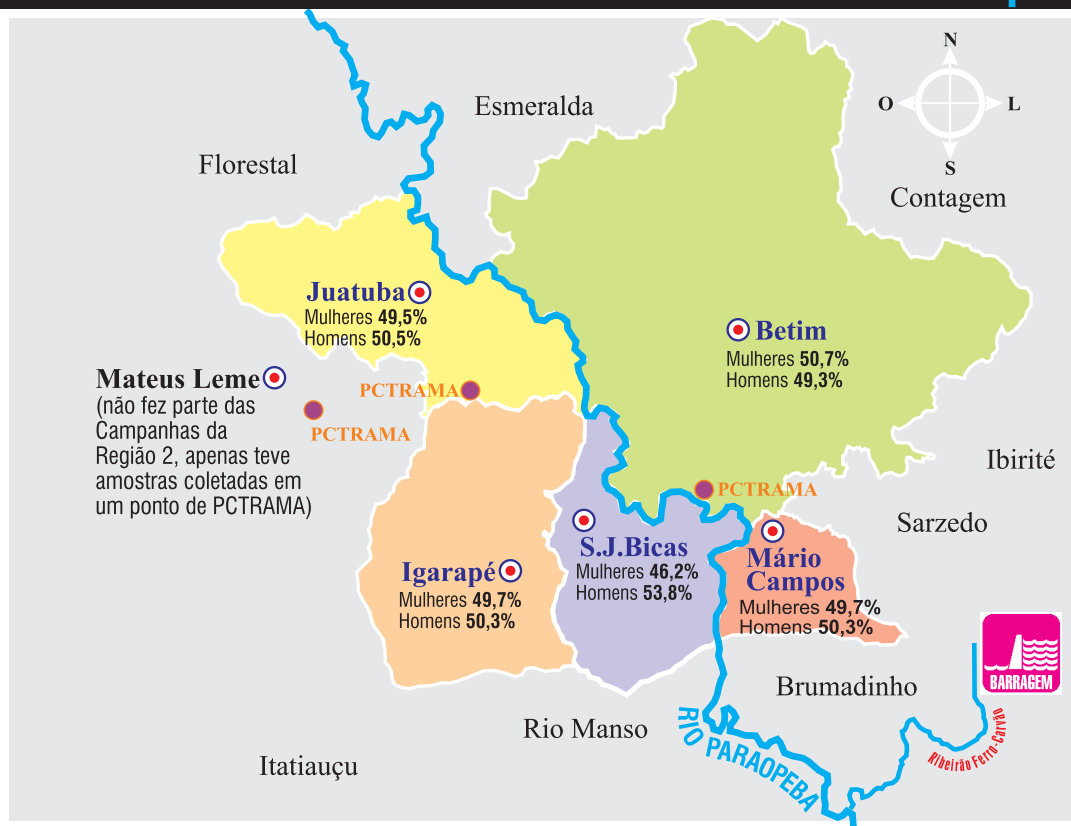 N
O
L
S
Esmeralda
Florestal
Contagem
Juatuba
Mulheres 49,5%
Homens 50,5%
Betim
Mulheres 50,7%
Homens 49,3%
Mateus Leme
(não fez parte das
Campanhas da
Região 2, apenas teve
amostras coletadas em
um ponto de PCTRAMA)
PCTRAMA
PCTRAMA
PCTRAMA
Ibirité
Sarzedo
S.J.Bicas
Mulheres 46,2%
Homens 53,8%
Mário
Campos
Mulheres 49,7%
Homens 50,3%
Igarapé
Mulheres 49,7%
Homens 50,3%
BARRAGEM
Brumadinho
Rio Manso
RIO PARAOPEBA
Ribeirão Ferro-Carvão
Itatiauçu